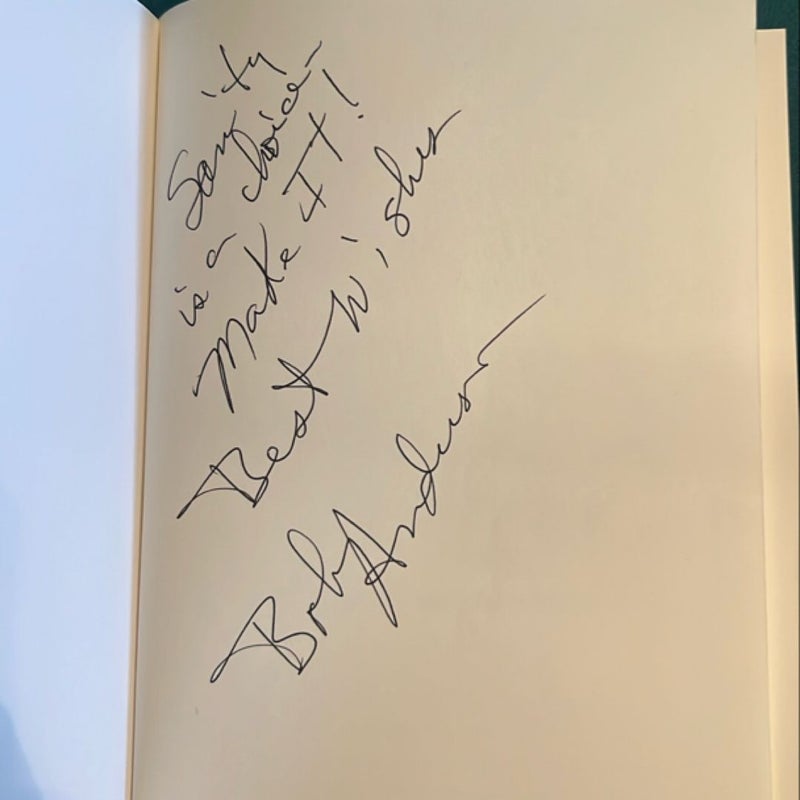 Sanity
is a choice-
Make IT!
Best Wishes
Bob Anderson